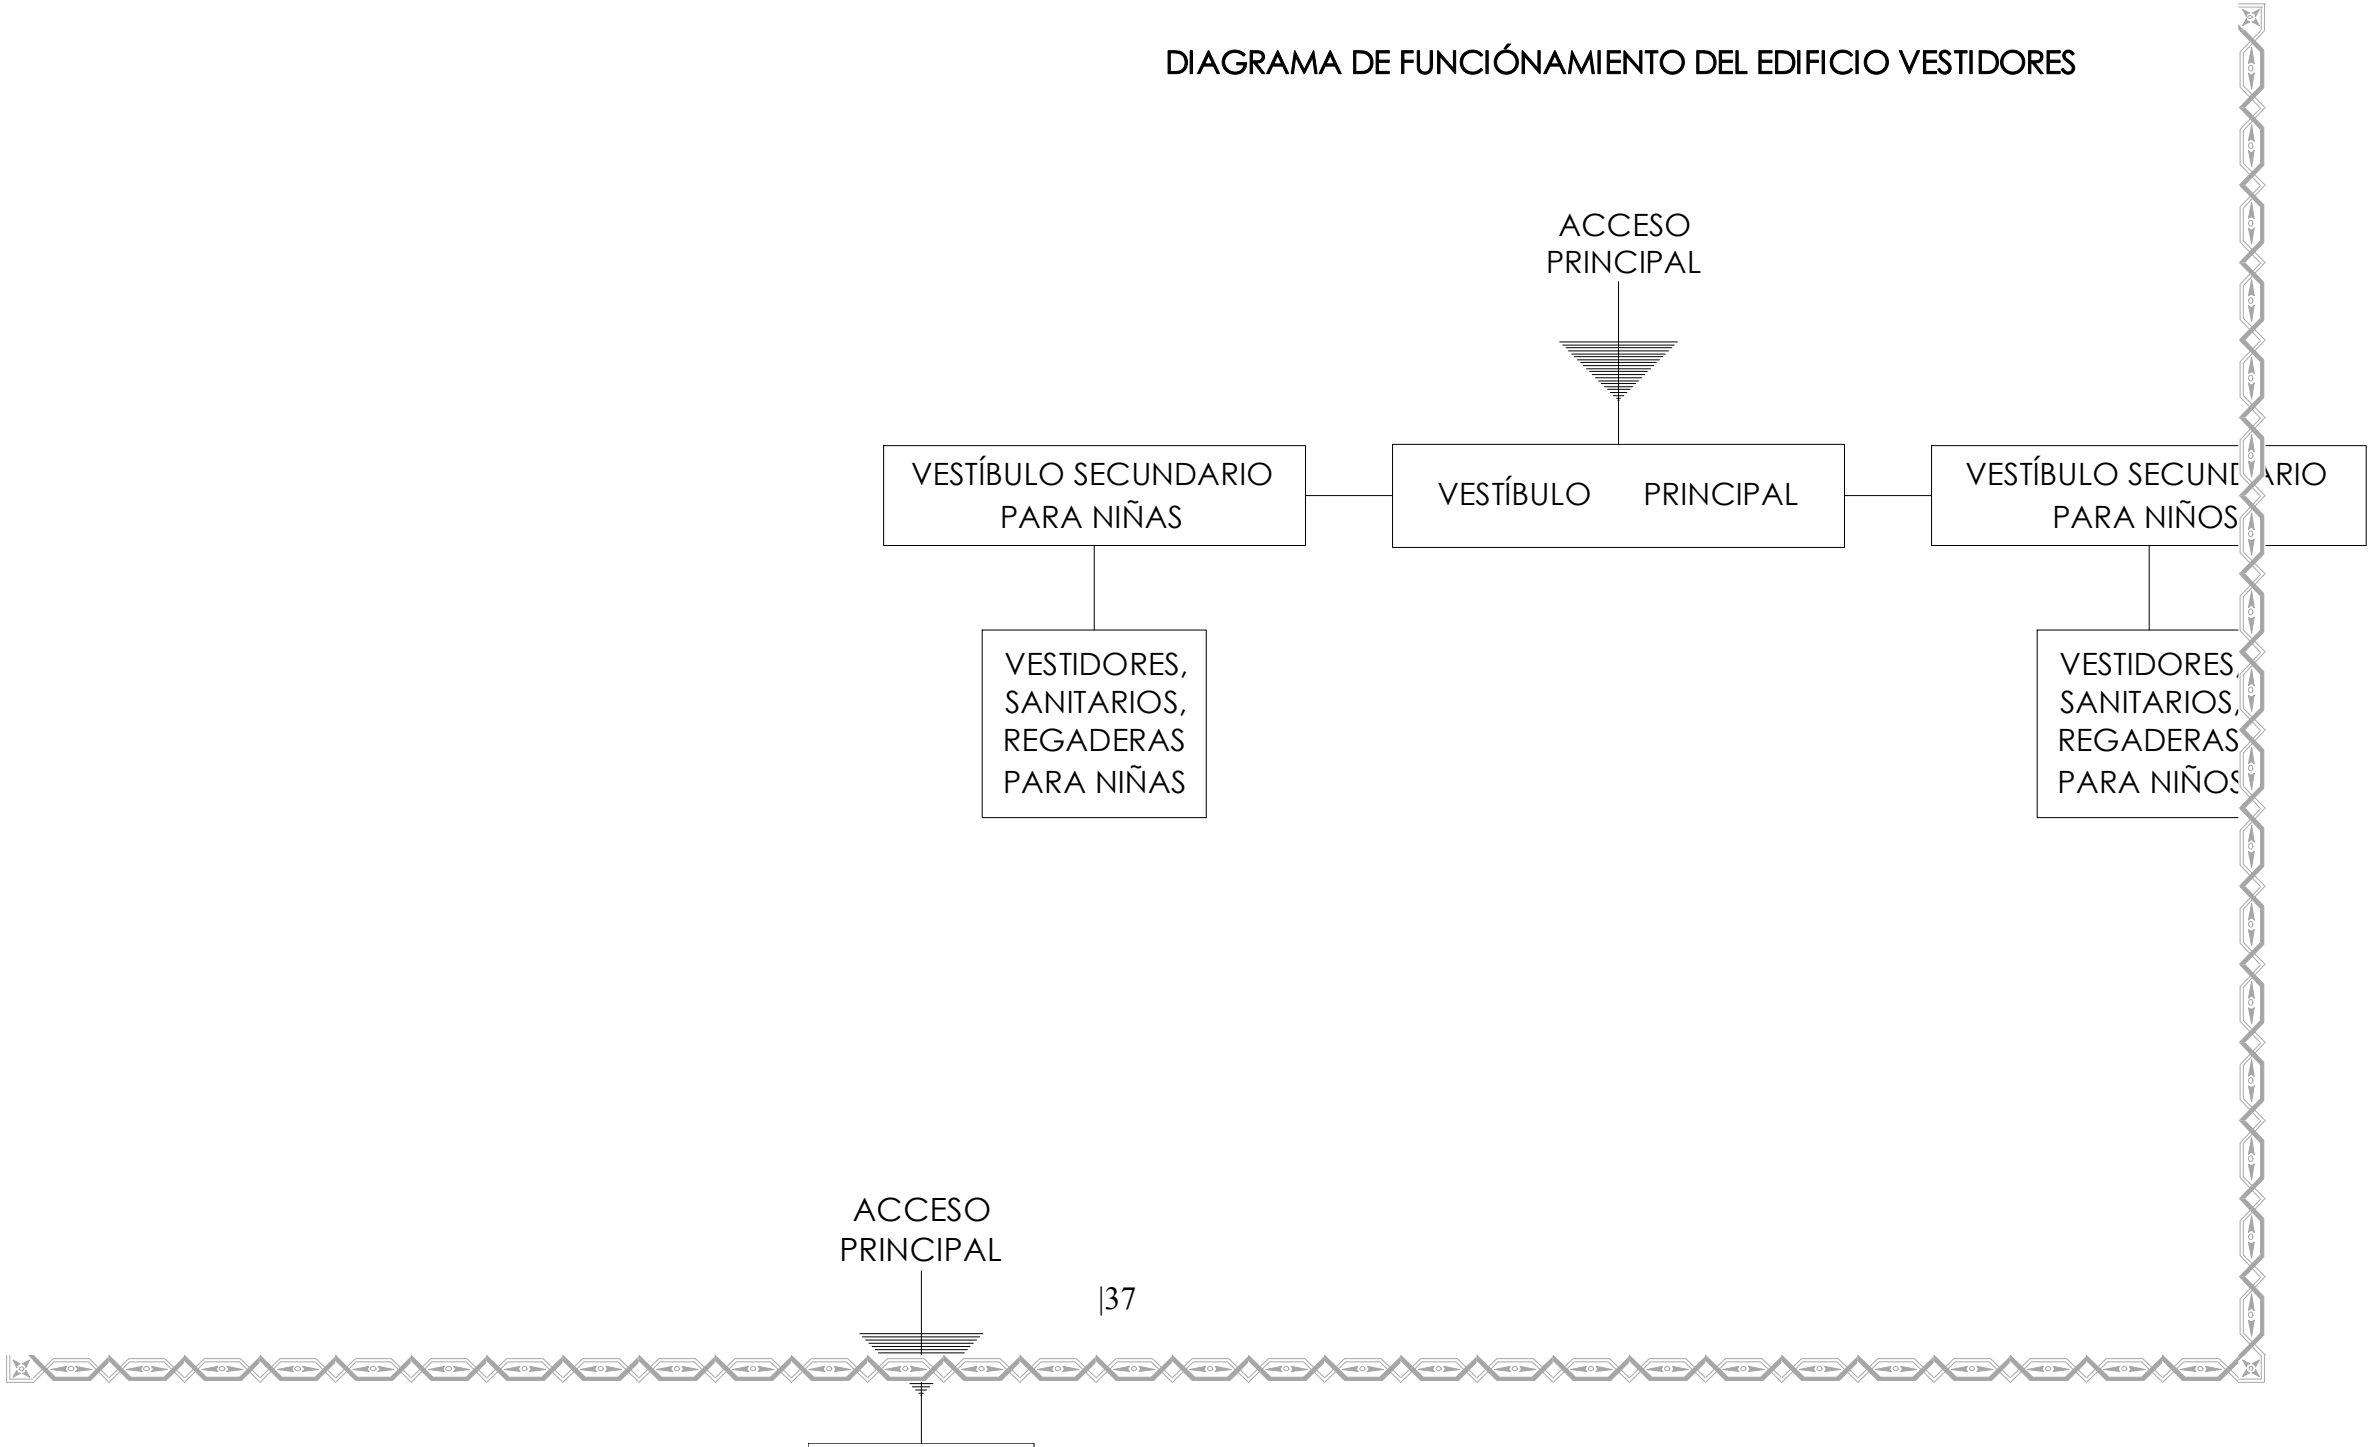 DIAGRAMA DE FUNCIÓNAMIENTO DEL EDIFICIO VESTIDORES
ACCESO
PRINCIPAL
VESTÍBULO SECUNDARIO
PARA NIÑAS
VESTÍBULO PRINCIPAL
VESTÍBULO SECUNDARIO
PARA NIÑOS
VESTIDORES,
SANITARIOS,
REGADERAS
PARA NIÑAS
VESTIDORES,
SANITARIOS,
REGADERAS
PARA NIÑOS
ACCESO
PRINCIPAL
|37